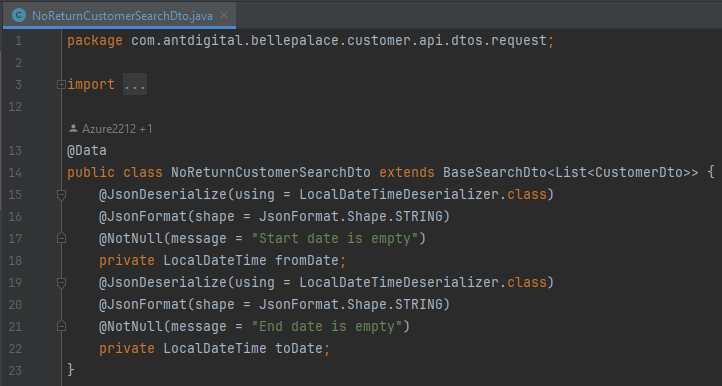 NoReturnCustomerSearchDto.java
1 package com.antdigital.bellepalace.customer.api.dtos.request;
2
3 import ...
12
Azure2212 +1
13 @Data
14 public class NoReturnCustomerSearchDto extends BaseSearchDto<List<CustomerDto>> {
15 @JsonDeserialize(using = LocalDateTimeDeserializer.class)
16 @JsonFormat(shape = JsonFormat.Shape.STRING)
17 @NotNull(message = "Start date is empty")
18 private LocalDateTime fromDate;
19 @JsonDeserialize(using = LocalDateTimeDeserializer.class)
20 @JsonFormat(shape = JsonFormat.Shape.STRING)
21 @NotNull(message = "End date is empty")
22 private LocalDateTime toDate;
23 }